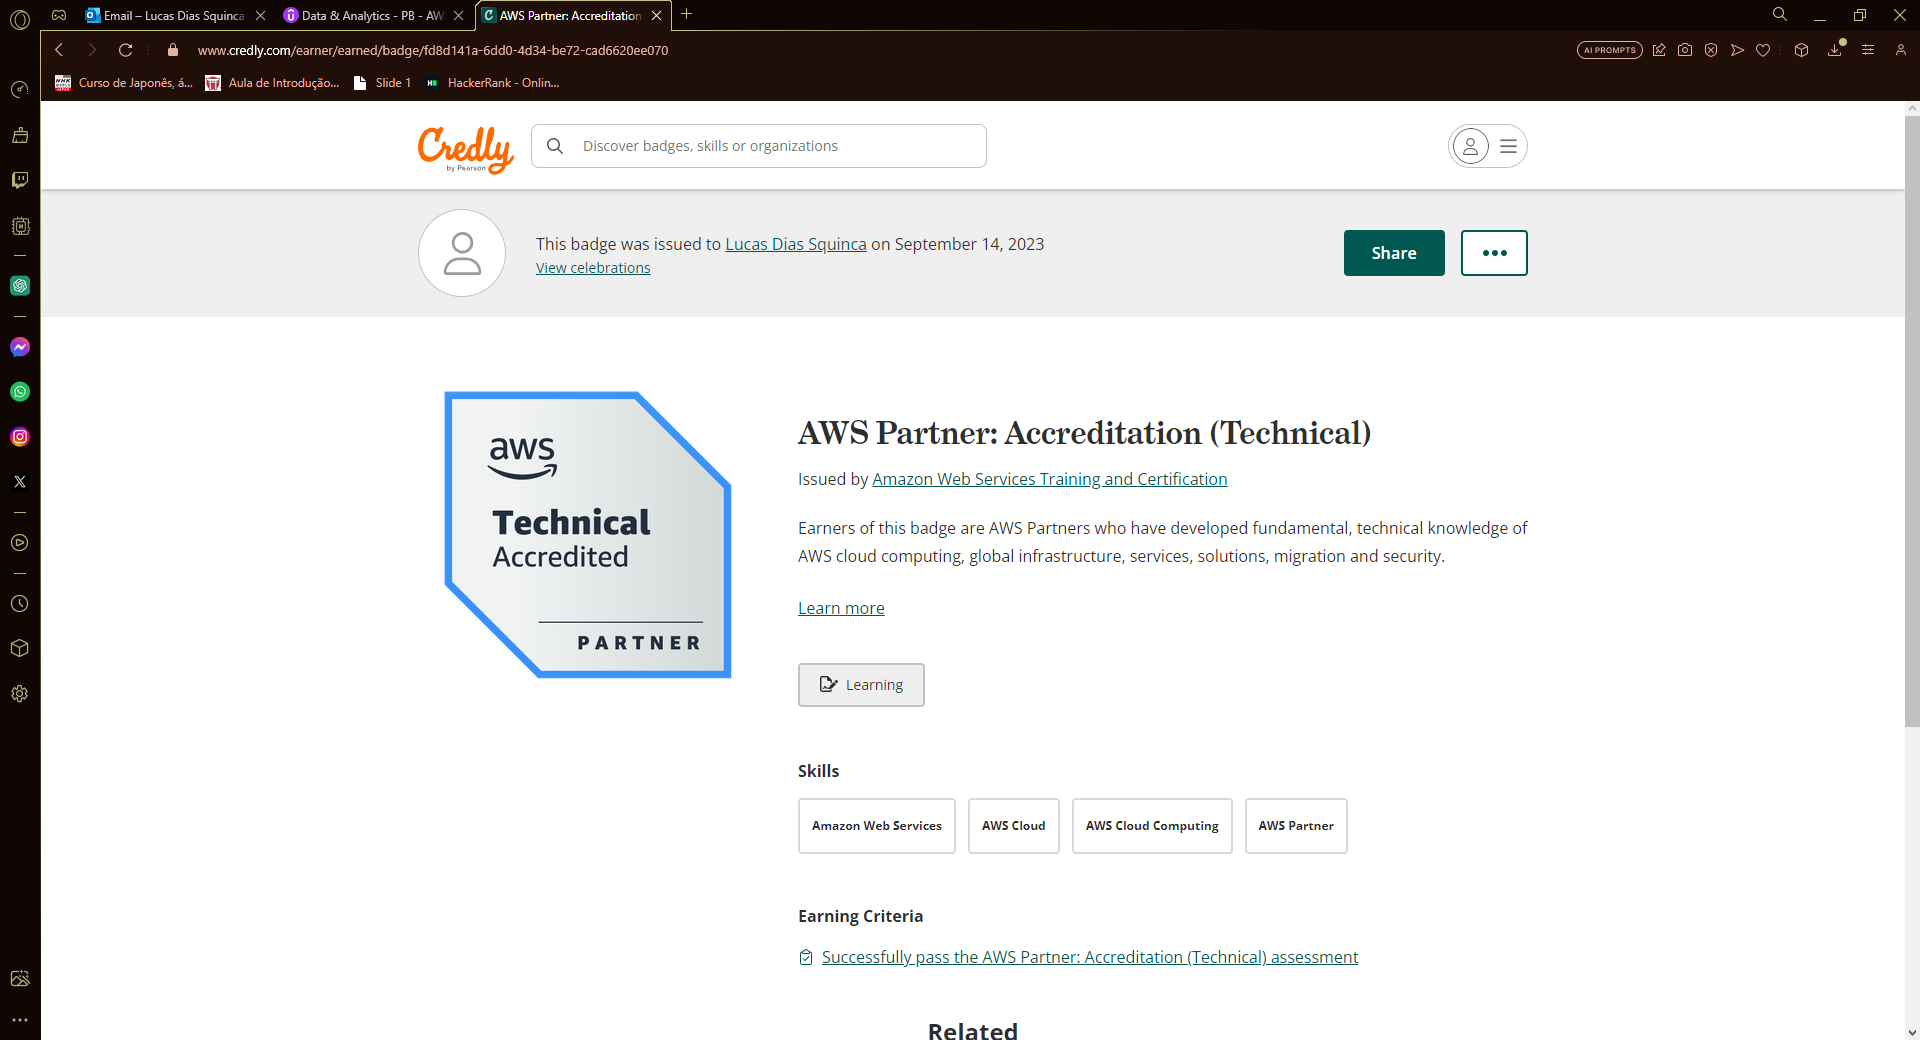 Email – Lucas Dias Squinca
Data & Analytics - PB - AW
AWS Partner: Accreditation
www.credly.com/earner/earned/badge/fd8d141a-6dd0-4d34-be72-cad6620ee070
AI PROMPTS
Curso de Japonês, á...
Aula de Introdução...
Slide 1
HackerRank - Onlin...
Credly
by Pearson
Discover badges, skills or organizations
This badge was issued to Lucas Dias Squinca on September 14, 2023
View celebrations
Share
aws
Technical
Accredited
PARTNER
AWS Partner: Accreditation (Technical)
Issued by Amazon Web Services Training and Certification
Earners of this badge are AWS Partners who have developed fundamental, technical knowledge of
AWS cloud computing, global infrastructure, services, solutions, migration and security.
Learn more
Learning
Skills
Amazon Web Services
AWS Cloud
AWS Cloud Computing
AWS Partner
Earning Criteria
Successfully pass the AWS Partner: Accreditation (Technical) assessment
Related